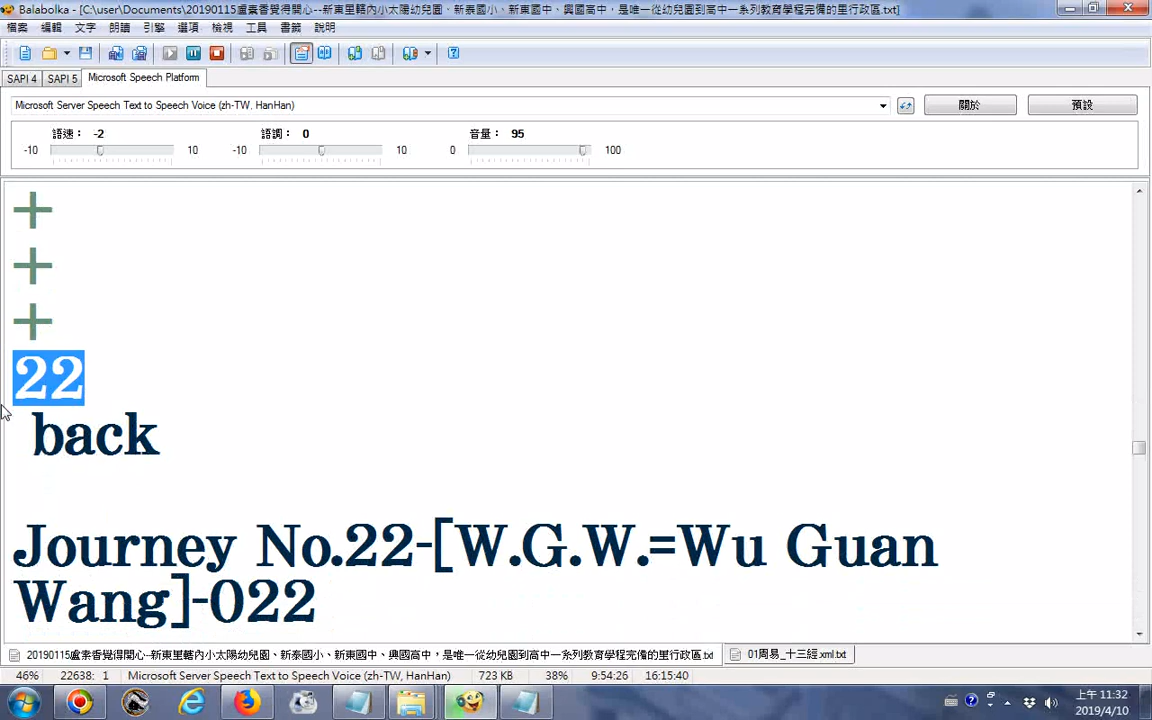 Balabolka - [C:\user\Documents\20190115盧素香覺得開心--新東里轄內小太陽幼兒園、新泰國小、新東國中、興國高中，是唯一從幼兒園到高中一系列教育學程完備的里行政區.txt]
檔案 編輯 文字 朗讀 引擎 選項 檢視 工具 書籤 說明
SAPI 4 SAPI 5 Microsoft Speech Platform
Microsoft Server Speech Text to Speech Voice (zh-TW, HanHan) 關於 預設
語速： -2 語調： 0 音量： 95
-10 10 -10 10 0 100
+
+
+
22
back
Journey No.22-[W.G.W.=Wu Guan
Wang]-022
20190115盧素香覺得開心--新東里轄內小太陽幼兒園、新泰國小、新東國中、興國高中，是唯一從幼兒園到高中一系列教育學程完備的里行政區.txt 01周易_十三經.xml.txt
46% 22638: 1 Microsoft Server Speech Text to Speech Voice (zh-TW, HanHan) 723 KB 38% 9:54:26 16:15:40
上午 11:32
2019/4/10